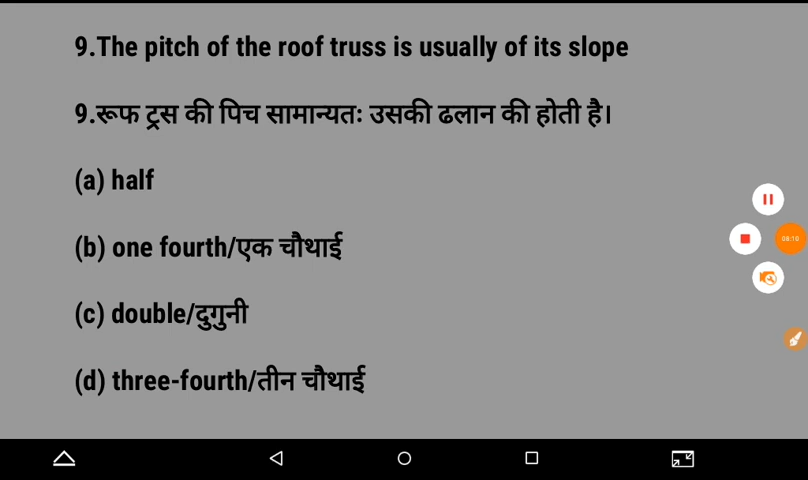 9.The pitch of the roof truss is usually of its slope
9.रूफ ट्रस की पिच सामान्यतः उसकी ढलान की होती है।
(a) half
(b) one fourth/एक चौथाई
(c) double/दुगुनी
(d) three-fourth/तीन चौथाई